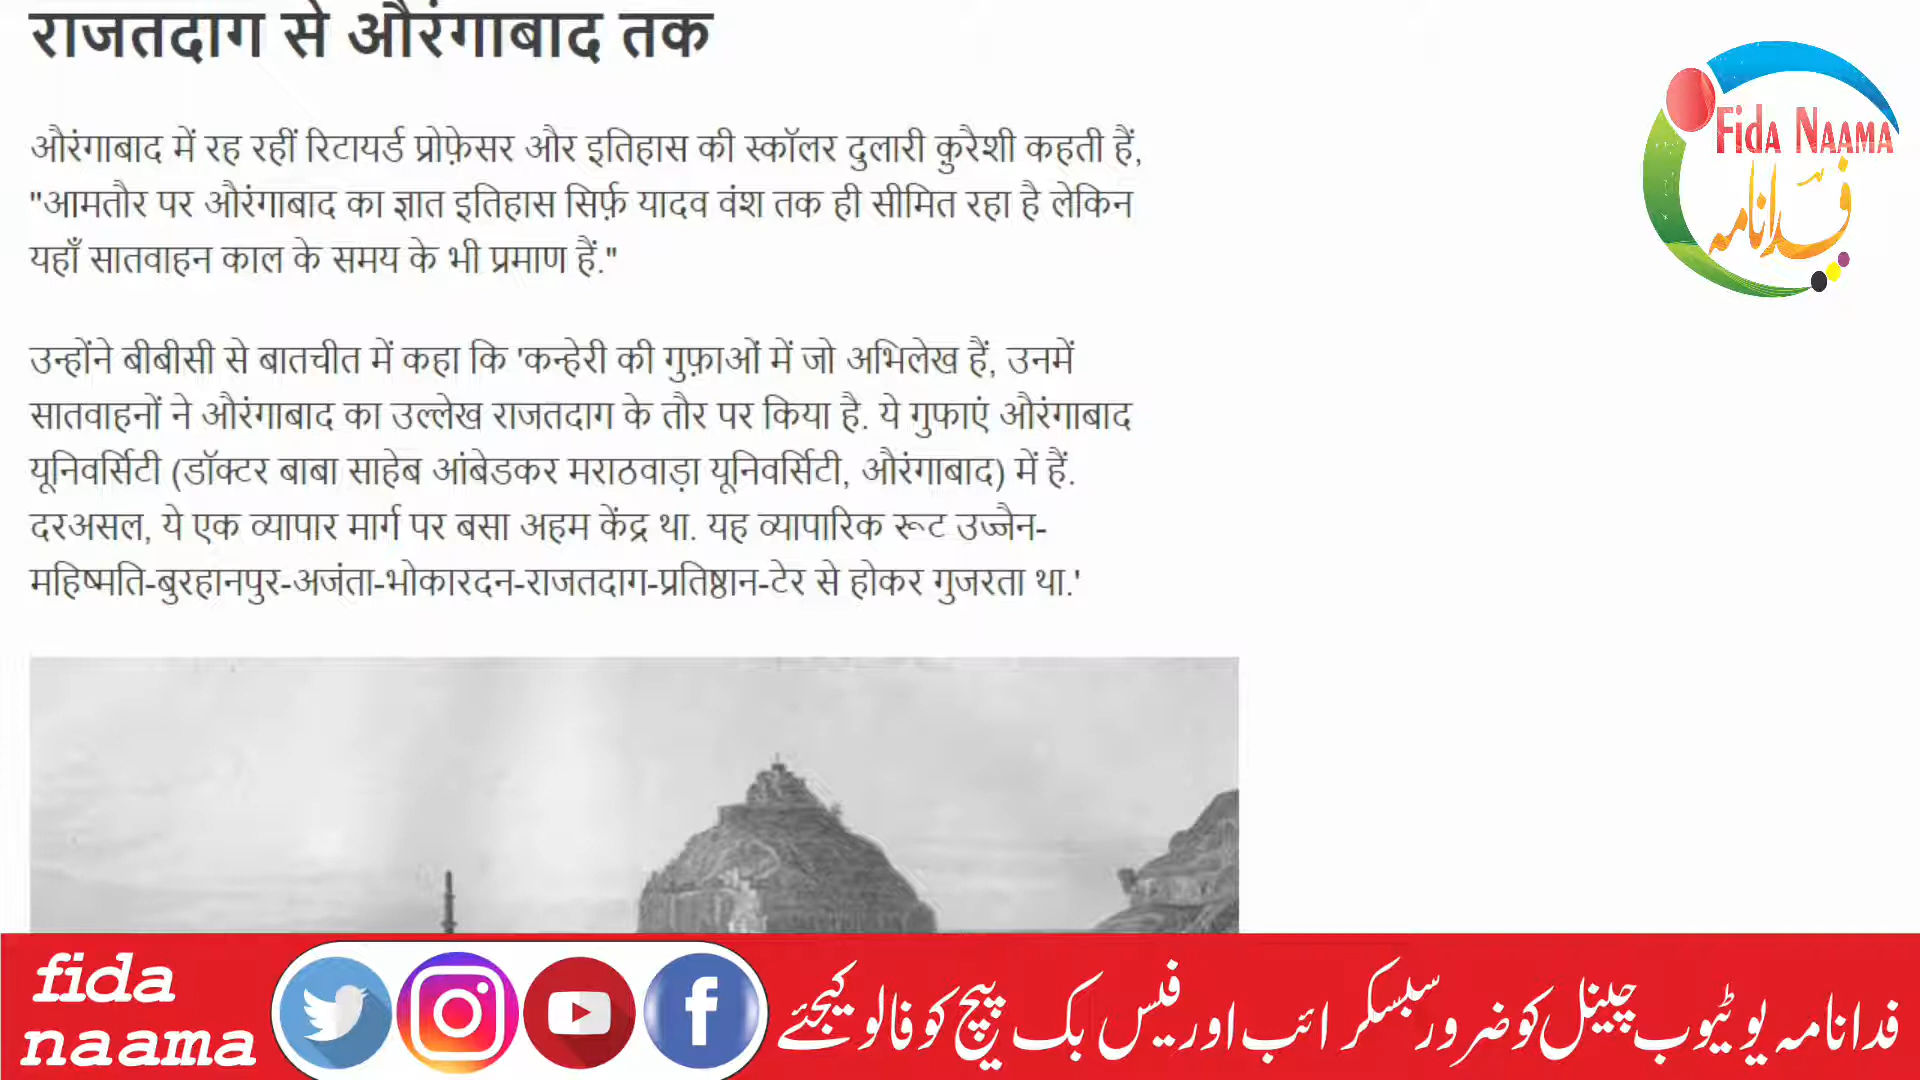 राजतदाग से औरंगाबाद तक
औरंगाबाद में रह रहीं रिटायर्ड प्रोफ़ेसर और इतिहास की स्कॉलर दुलारी क़ुरैशी कहती हैं,
"आमतौर पर औरंगाबाद का ज्ञात इतिहास सिर्फ़ यादव वंश तक ही सीमित रहा है लेकिन
यहाँ सातवाहन काल के समय के भी प्रमाण हैं."
उन्होंने बीबीसी से बातचीत में कहा कि 'कन्हेरी की गुफ़ाओं में जो अभिलेख हैं, उनमें
सातवाहनों ने औरंगाबाद का उल्लेख राजतदाग के तौर पर किया है. ये गुफाएं औरंगाबाद
यूनिवर्सिटी (डॉक्टर बाबा साहेब आंबेडकर मराठवाड़ा यूनिवर्सिटी, औरंगाबाद) में हैं.
दरअसल, ये एक व्यापार मार्ग पर बसा अहम केंद्र था. यह व्यापारिक रूट उज्जैन-
महिष्मति-बुरहानपुर-अजंता-भोकारदन-राजतदाग-प्रतिष्ठान-टेर से होकर गुजरता था.'
Fida Naama
فدانامہ
fida
naama
فدانامہ یوٹیوب چینل کو ضرور سبسکرائب اور فیس بک پیج کو فالو کیجئے